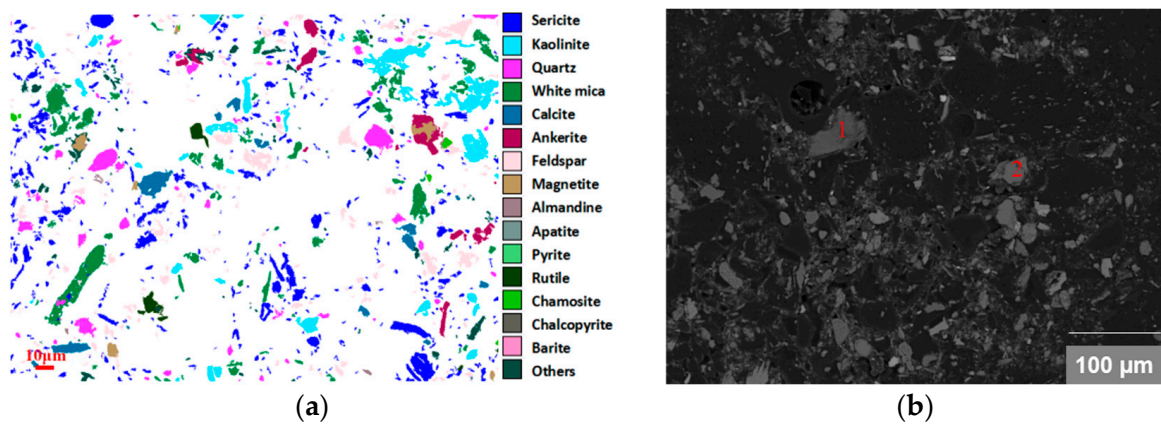 Sericite
Kaolinite
Quartz
White mica
Calcite
Ankerite
Feldspar
Magnetite
Almandine
Apatite
Pyrite
Rutile
Chamosite
Chalcopyrite
Barite
Others
10μm
(a)
1
2
100 μm
(b)